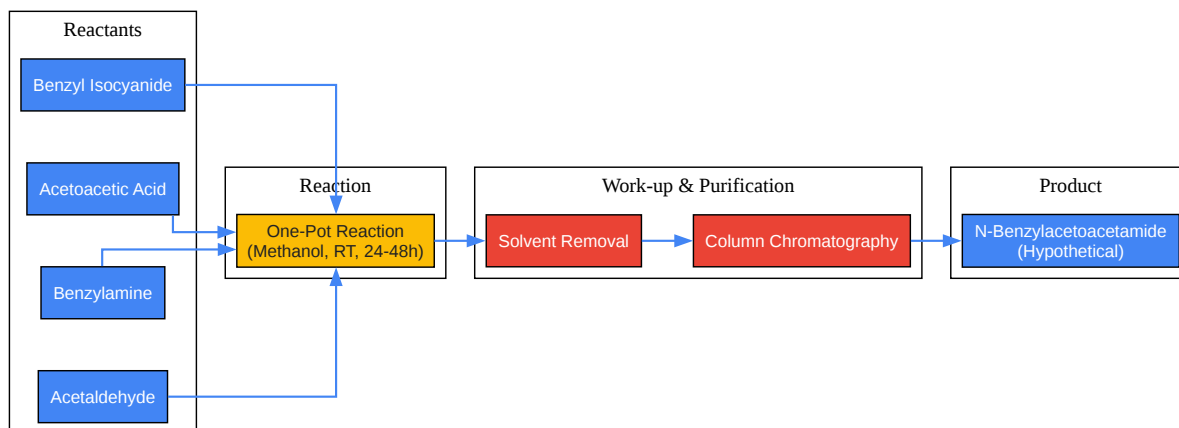 Reactants
Benzyl Isocyanide
Acetoacetic Acid
Benzylamine
Acetaldehyde
Reaction
One-Pot Reaction
(Methanol, RT, 24-48h)
Work-up & Purification
Solvent Removal
Column Chromatography
Product
N-Benzylacetoacetamide
(Hypothetical)